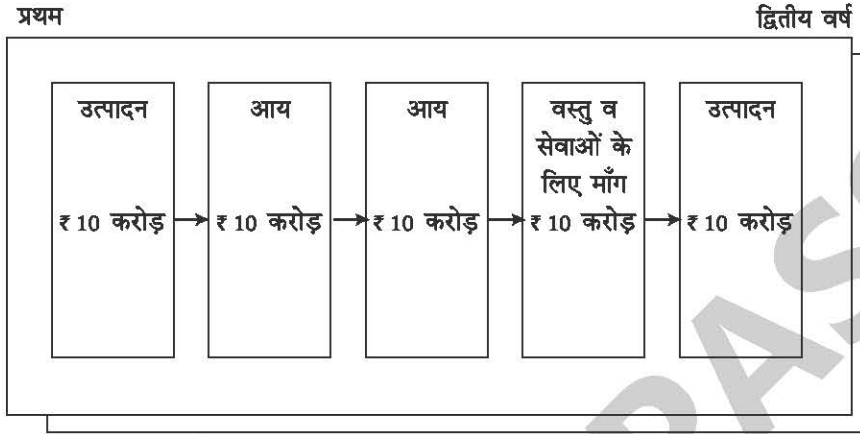 प्रथम द्वितीय वर्ष
उत्पादन
₹ 10 करोड़
आय
₹ 10 करोड़
आय
₹ 10 करोड़
वस्तु व
सेवाओं के
लिए माँग
₹ 10 करोड़
उत्पादन
₹ 10 करोड़